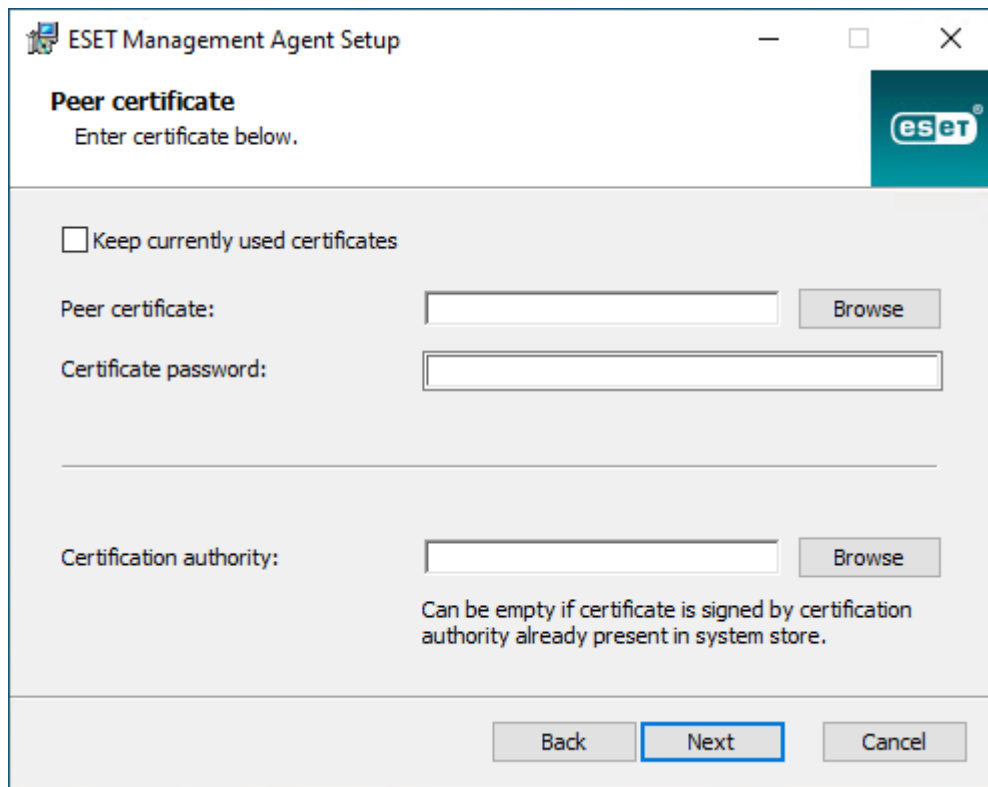 ESET Management Agent Setup
Peer certificate
Enter certificate below.
eseT®
Keep currently used certificates
Peer certificate:
Browse
Certificate password:
Certification authority:
Browse
Can be empty if certificate is signed by certification
authority already present in system store.
Back
Next
Cancel